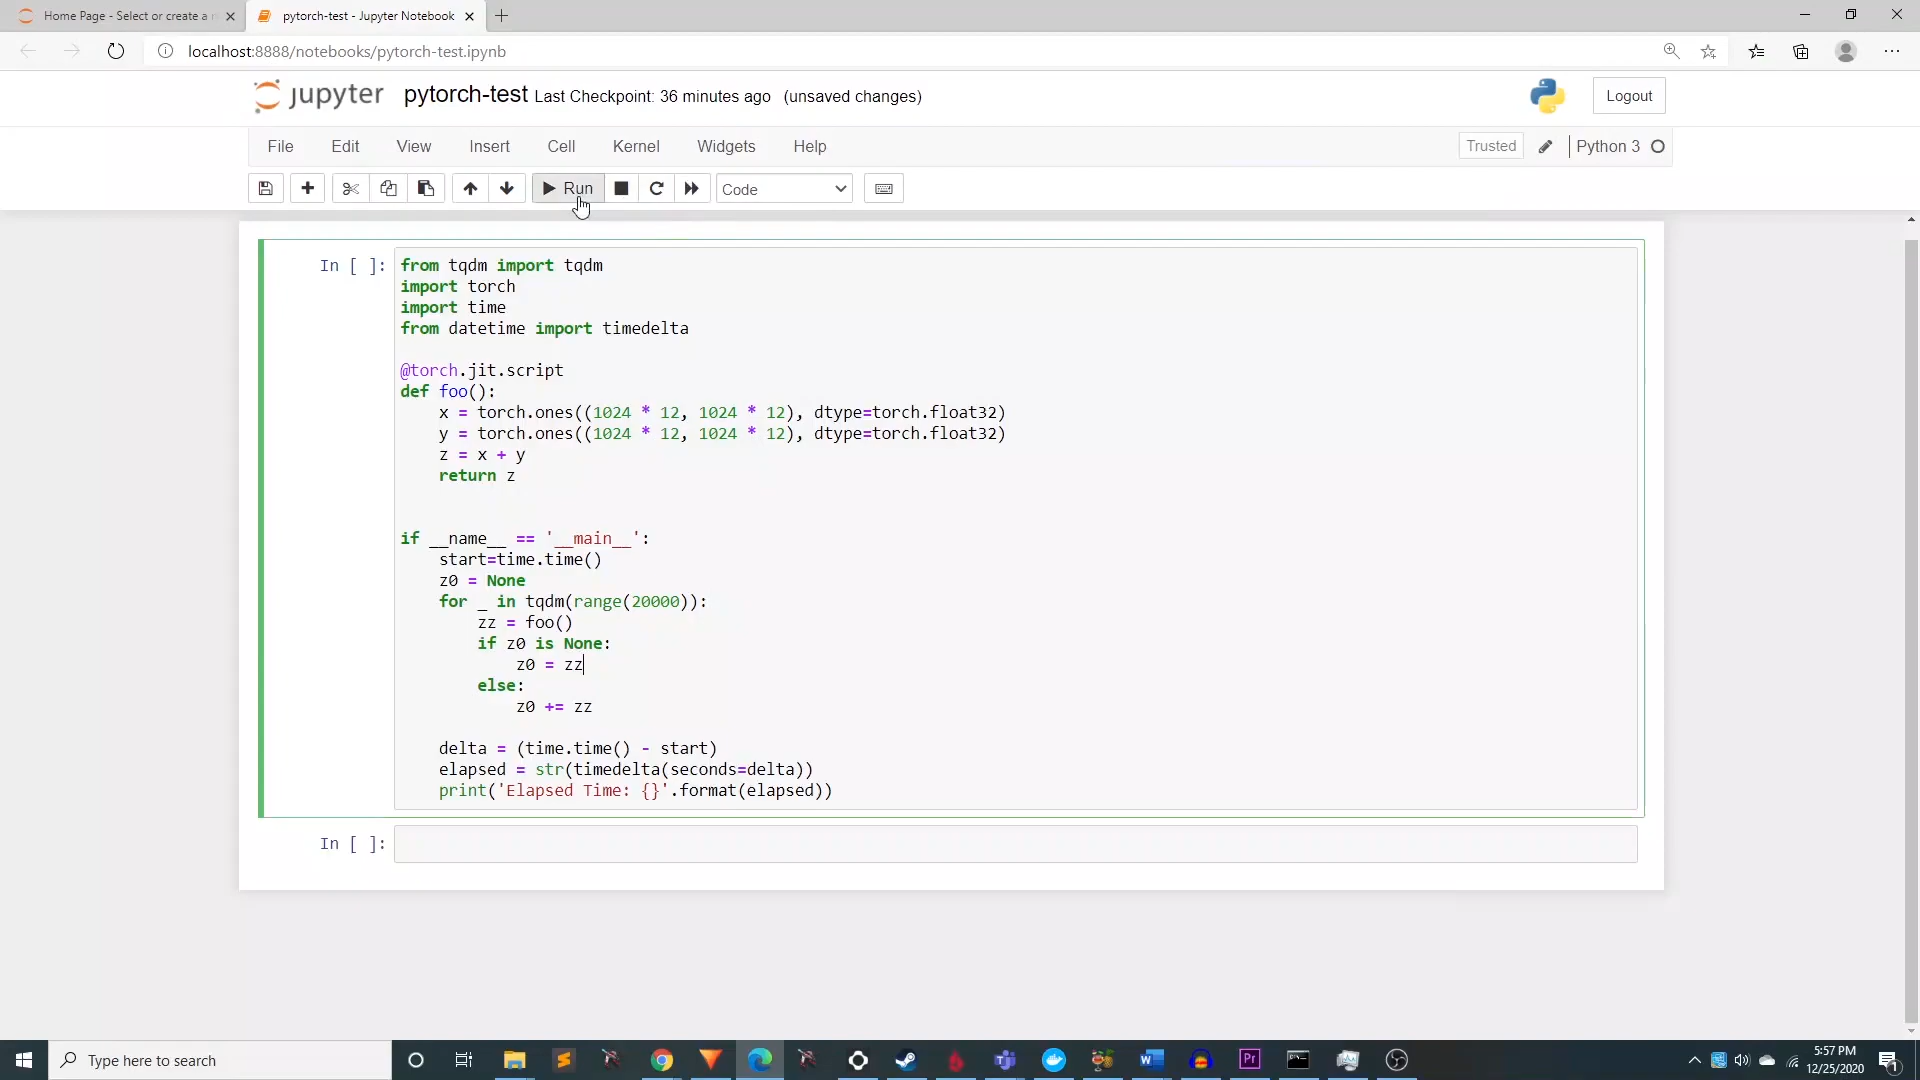 Home Page - Select or create a n
pytorch-test - Jupyter Notebook
localhost:8888/notebooks/pytorch-test.ipynb
jupyter pytorch-test Last Checkpoint: 36 minutes ago (unsaved changes)
Logout
File Edit View Insert Cell Kernel Widgets Help
Trusted
Python 3
Run
Code
In [ ]:
from tqdm import tqdm
import torch
import time
from datetime import timedelta
@torch.jit.script
def foo():
    x = torch.ones((1024 * 12, 1024 * 12), dtype=torch.float32)
    y = torch.ones((1024 * 12, 1024 * 12), dtype=torch.float32)
    z = x + y
    return z
if __name__ == '__main__':
    start=time.time()
    z0 = None
    for _ in tqdm(range(20000)):
        zz = foo()
        if z0 is None:
            z0 = zz
        else:
            z0 += zz
    delta = (time.time() - start)
    elapsed = str(timedelta(seconds=delta))
    print('Elapsed Time: {}'.format(elapsed))
In [ ]:
Type here to search
W
Pr
5:57 PM
12/25/2020
1